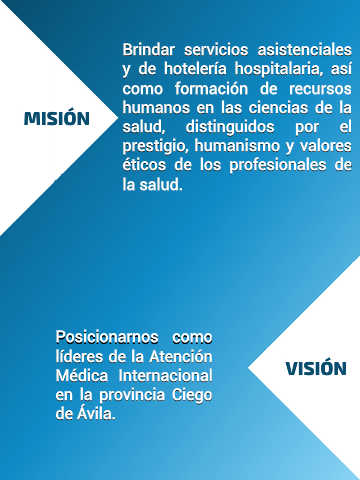 MISIÓN
Brindar servicios asistenciales
y de hotelería hospitalaria, así
como formación de recursos
humanos en las ciencias de la
salud, distinguidos por el
prestigio, humanismo y valores
éticos de los profesionales de
la salud.
Posicionarnos como
líderes de la Atención
Médica Internacional
en la provincia Ciego
de Ávila.
VISIÓN